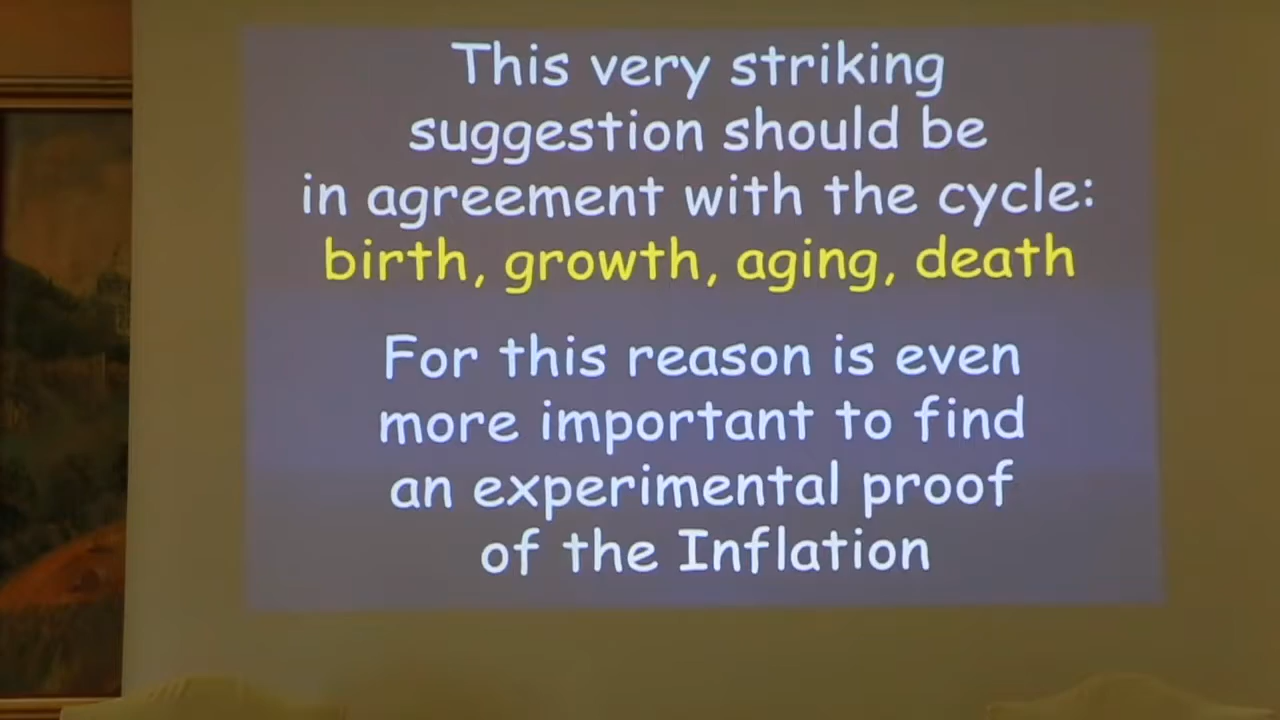 This very striking
suggestion should be
in agreement with the cycle:
birth, growth, aging, death
For this reason is even
more important to find
an experimental proof
of the Inflation